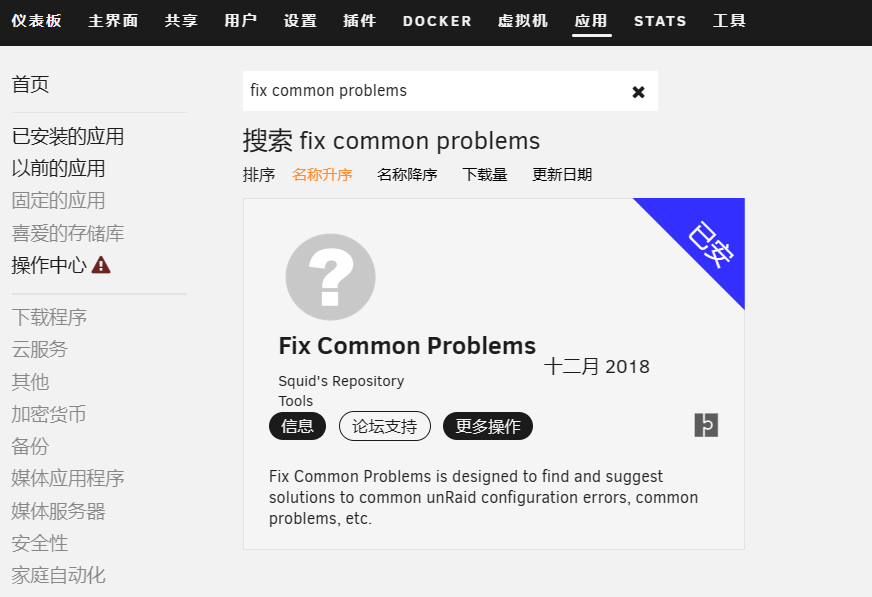 仪表板 主界面 共享 用户 设置 插件 DOCKER 虚拟机 应用 STATS 工具
首页
已安装的应用
以前的应用
固定的应用
喜爱的存储库
操作中心
下载程序
云服务
其他
加密货币
备份
媒体应用程序
媒体服务器
安全性
家庭自动化
fix common problems
搜索 fix common problems
排序 名称升序 名称降序 下载量 更新日期
已安
Fix Common Problems
十二月 2018
Squid's Repository
Tools
信息 论坛支持 更多操作
Fix Common Problems is designed to find and suggest
solutions to common unRaid configuration errors, common
problems, etc.